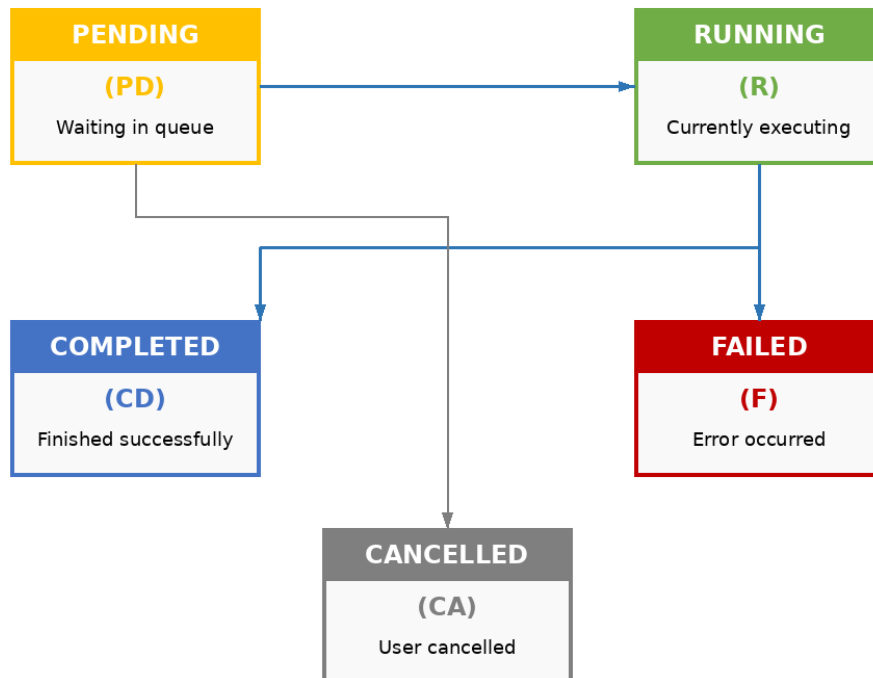 PENDING
(PD)
Waiting in queue
RUNNING
(R)
Currently executing
COMPLETED
(CD)
Finished successfully
FAILED
(F)
Error occurred
CANCELLED
(CA)
User cancelled